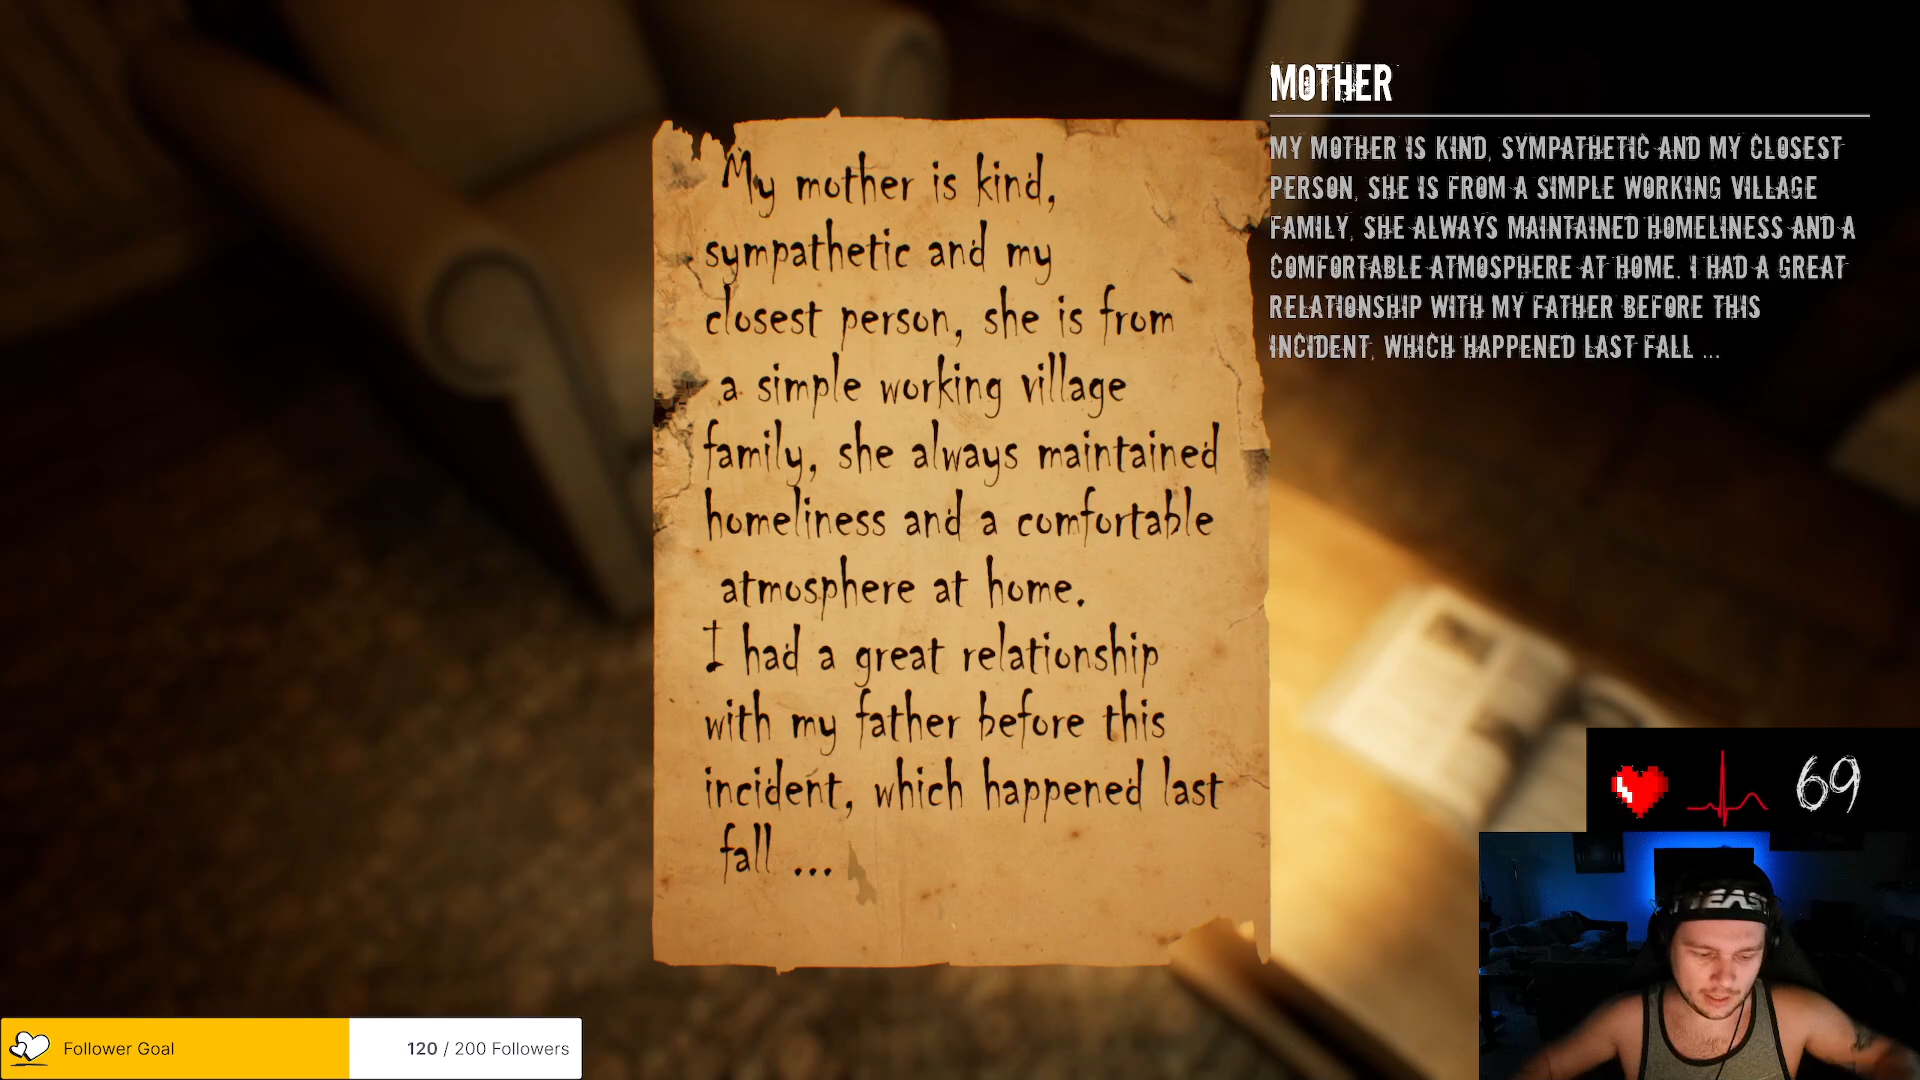 My mother is kind,
sympathetic and my
closest person, she is from
a simple working village
family, she always maintained
homeliness and a comfortable
atmosphere at home.
I had a great relationship
with my father before this
incident, which happened last
fall ...
MOTHER
MY MOTHER IS KIND, SYMPATHETIC AND MY CLOSEST
PERSON, SHE IS FROM A SIMPLE WORKING VILLAGE
FAMILY, SHE ALWAYS MAINTAINED HOMELINESS AND A
COMFORTABLE ATMOSPHERE AT HOME. I HAD A GREAT
RELATIONSHIP WITH MY FATHER BEFORE THIS
INCIDENT, WHICH HAPPENED LAST FALL ...
69
Follower Goal
120 / 200 Followers